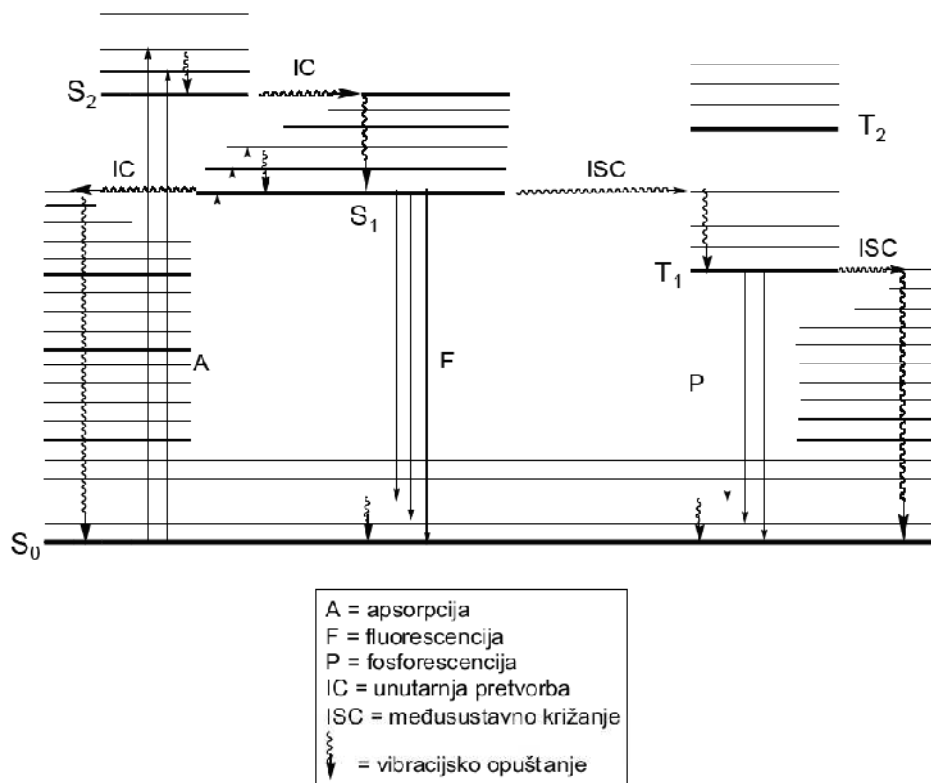 IC
S2
T2
IC
ISC
S1
T1
ISC
A
F
P
S0
A = apsorpcija
F = fluorescencija
P = fosforescencija
IC = unutarnja pretvorba
ISC = međusustavno križanje
= vibracijsko opuštanje